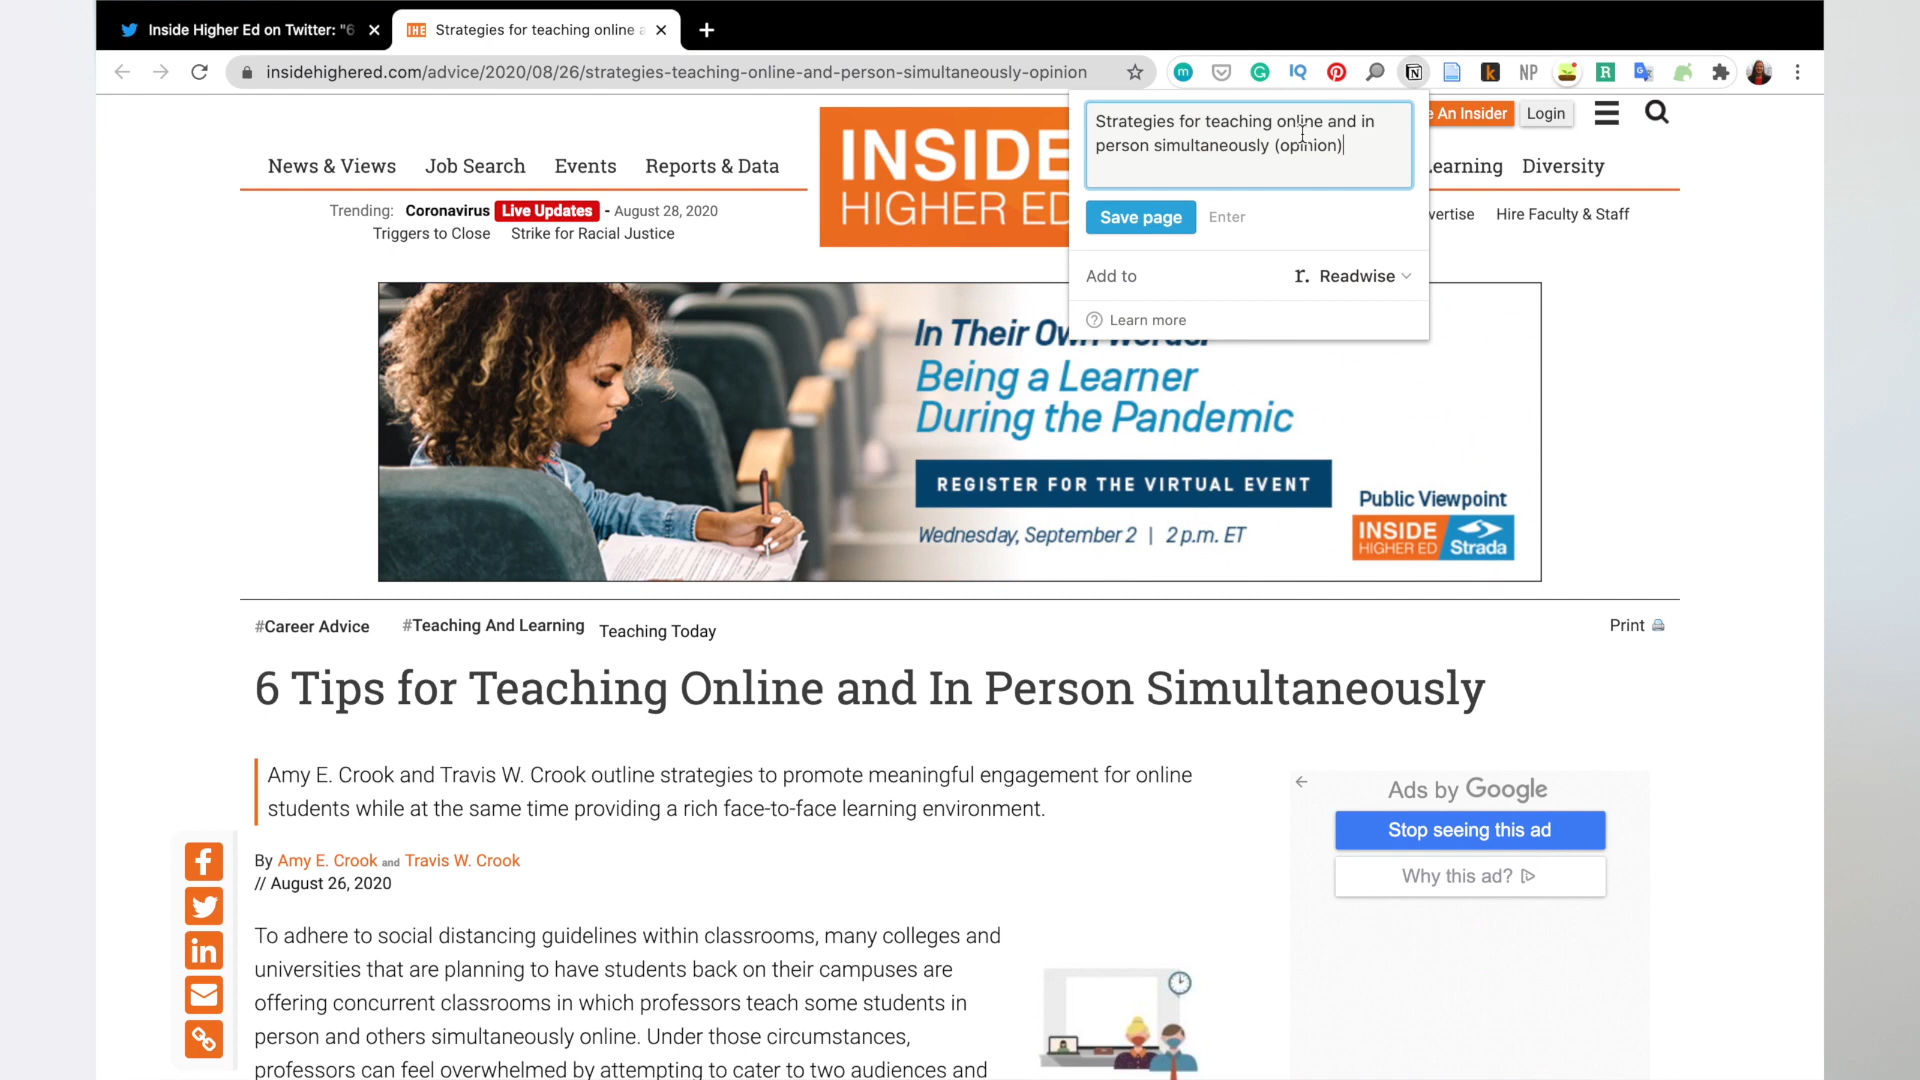 Inside Higher Ed on Twitter: "6
IHE Strategies for teaching online a
insidehighered.com/advice/2020/08/26/strategies-teaching-online-and-person-simultaneously-opinion
m IQ N k NP R
Strategies for teaching online and in
person simultaneously (opinion)
Save page Enter
Add to r. Readwise
Learn more
e An Insider Login
News & Views Job Search Events Reports & Data
earning Diversity
Trending: Coronavirus Live Updates - August 28, 2020
Triggers to Close Strike for Racial Justice
vertise Hire Faculty & Staff
INSIDE
HIGHER ED
In Their Own Words:
Being a Learner
During the Pandemic
REGISTER FOR THE VIRTUAL EVENT
Wednesday, September 2 | 2 p.m. ET
Public Viewpoint
INSIDE
HIGHER ED
Strada
#Career Advice #Teaching And Learning Teaching Today
Print
6 Tips for Teaching Online and In Person Simultaneously
Amy E. Crook and Travis W. Crook outline strategies to promote meaningful engagement for online
students while at the same time providing a rich face-to-face learning environment.
By Amy E. Crook and Travis W. Crook
// August 26, 2020
To adhere to social distancing guidelines within classrooms, many colleges and
universities that are planning to have students back on their campuses are
offering concurrent classrooms in which professors teach some students in
person and others simultaneously online. Under those circumstances,
professors can feel overwhelmed by attempting to cater to two audiences and
Ads by Google
Stop seeing this ad
Why this ad?